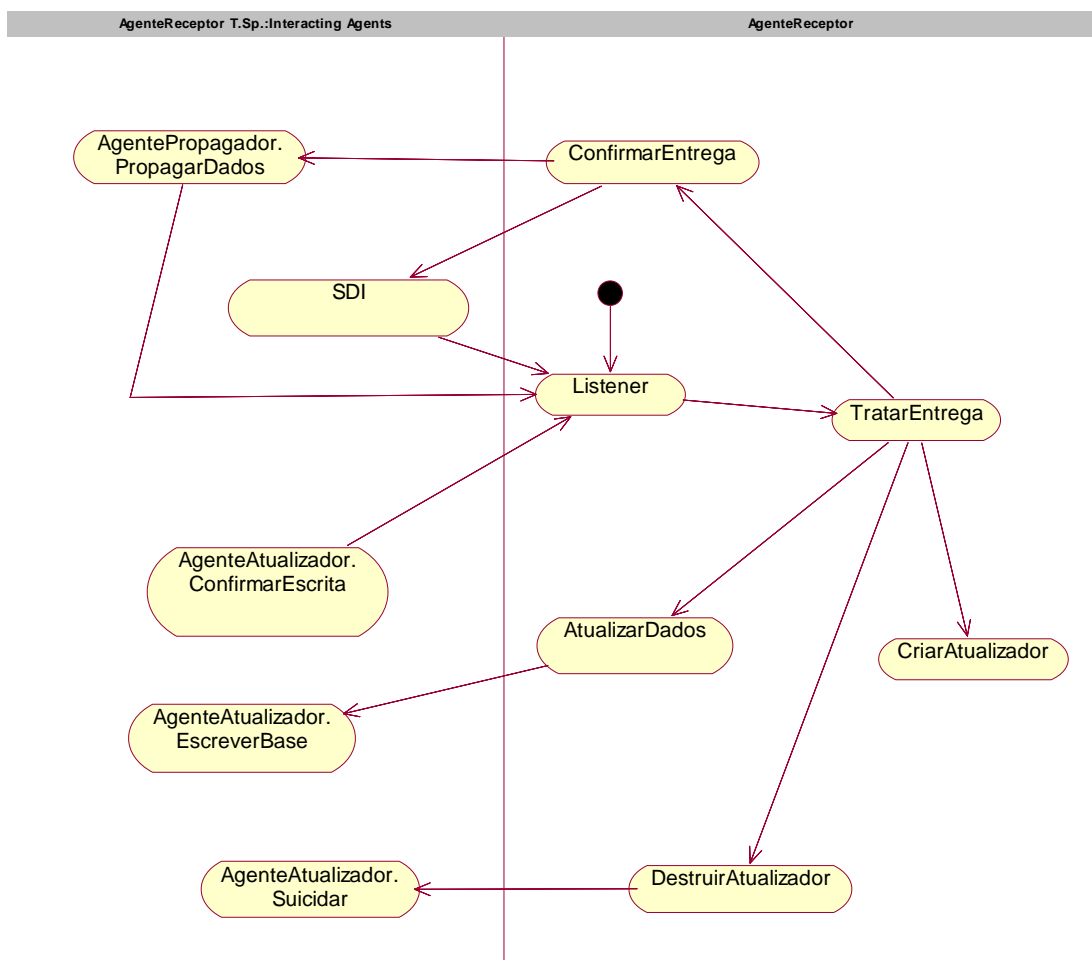 AgenteReceptor T.Sp.:Interacting Agents
AgenteReceptor
AgentePropagador.
PropagarDados
ConfirmarEntrega
SDI
Listener
TratarEntrega
AgenteAtualizador.
ConfirmarEscrita
AtualizarDados
CriarAtualizador
AgenteAtualizador.
EscreverBase
AgenteAtualizador.
Suicidar
DestruirAtualizador